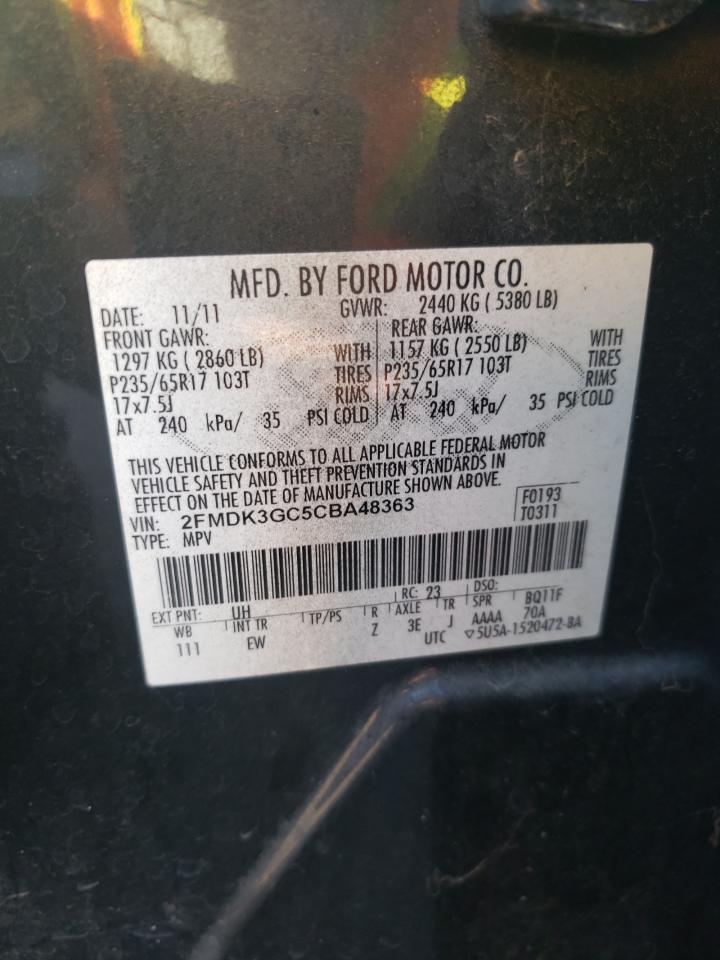 MFD. BY FORD MOTOR CO.
DATE: 11/11 GVWR: 2440 KG ( 5380 LB)
FRONT GAWR: REAR GAWR:
1297 KG ( 2860 LB) WITH 1157 KG ( 2550 LB) WITH
P235/65R17 103T TIRES P235/65R17 103T TIRES
17x7.5J RIMS 17x7.5J RIMS
AT 240 kPa/ 35 PSI COLD AT 240 kPa/ 35 PSI COLD
THIS VEHICLE CONFORMS TO ALL APPLICABLE FEDERAL MOTOR
VEHICLE SAFETY AND THEFT PREVENTION STANDARDS IN
EFFECT ON THE DATE OF MANUFACTURE SHOWN ABOVE.
VIN: 2FMDK3GC5CBA48363 F0193
TYPE: MPV T0311
EXT PNT: UH RC: 23 DSO:
WB INT TR TP/PS R AXLE TR SPR BQ11F
111 EW Z 3E J AAAA 70A
UTC ▽5U5A-1520472-BA